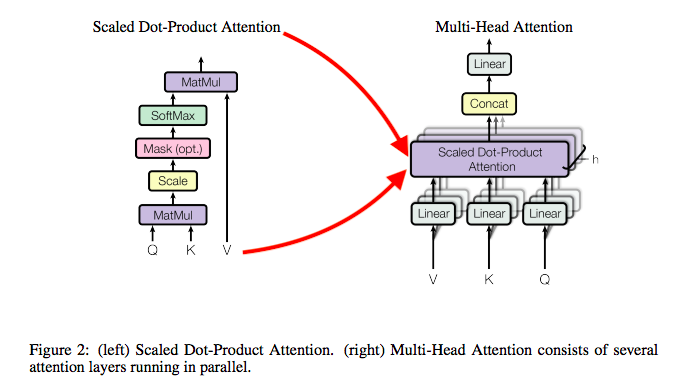 Scaled Dot-Product Attention
MatMul
SoftMax
Mask (opt.)
Scale
MatMul
Q K V
Multi-Head Attention
Linear
Concat
Scaled Dot-Product
Attention
h
Linear Linear Linear
V K Q
Figure 2: (left) Scaled Dot-Product Attention. (right) Multi-Head Attention consists of several
attention layers running in parallel.